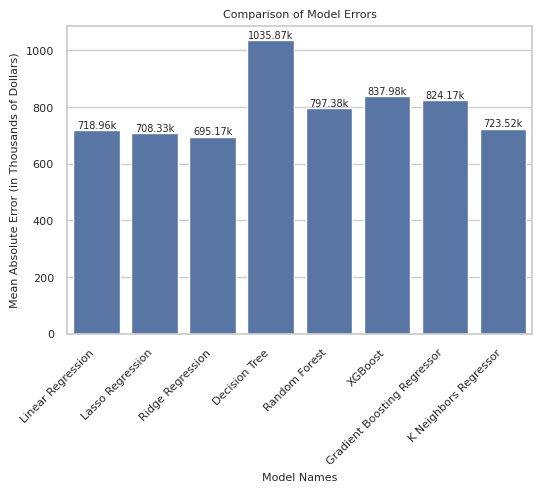 Comparison of Model Errors
Mean Absolute Error (in Thousands of Dollars)
1000
800
600
400
200
0
718.96k
708.33k
695.17k
1035.87k
797.38k
837.98k
824.17k
723.52k
Linear Regression
Lasso Regression
Ridge Regression
Decision Tree
Random Forest
XGBoost
Gradient Boosting Regressor
K Neighbors Regressor
Model Names